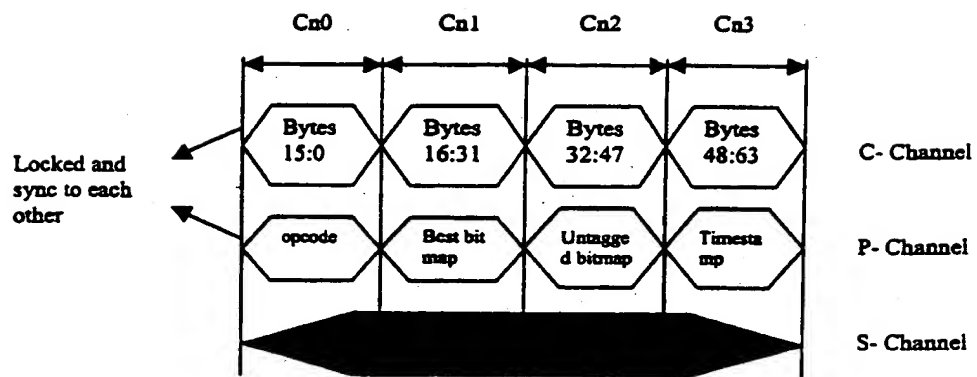 Cn0 Cn1 Cn2 Cn3
Bytes
15:0
Bytes
16:31
Bytes
32:47
Bytes
48:63
C- Channel
Locked and
sync to each
other
opcode
Best bit
map
Untagge
d bitmap
Timesta
mp
P- Channel
S- Channel